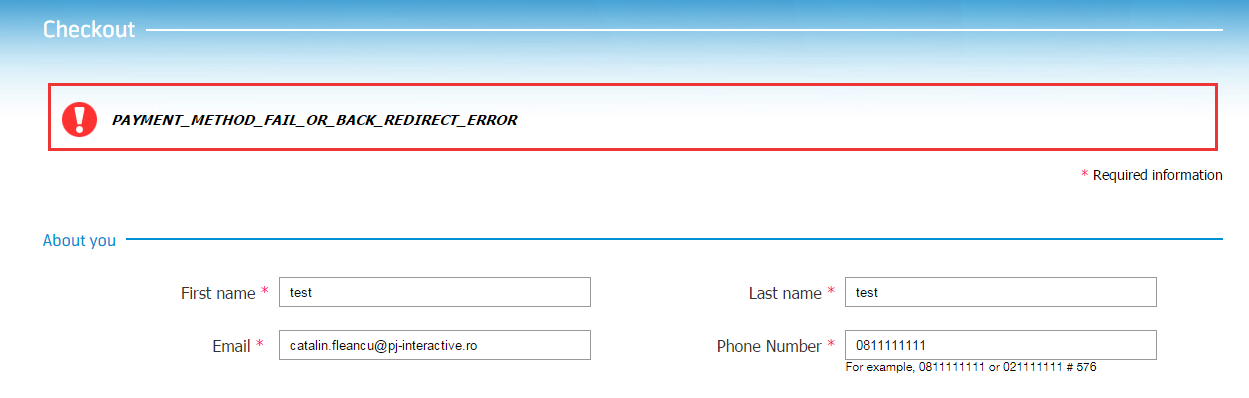 Checkout
PAYMENT_METHOD_FAIL_OR_BACK_REDIRECT_ERROR
* Required information
About you
First name * test
Last name * test
Email * catalin.fleancu@pj-interactive.ro
Phone Number * 0811111111
For example, 0811111111 or 021111111 # 576